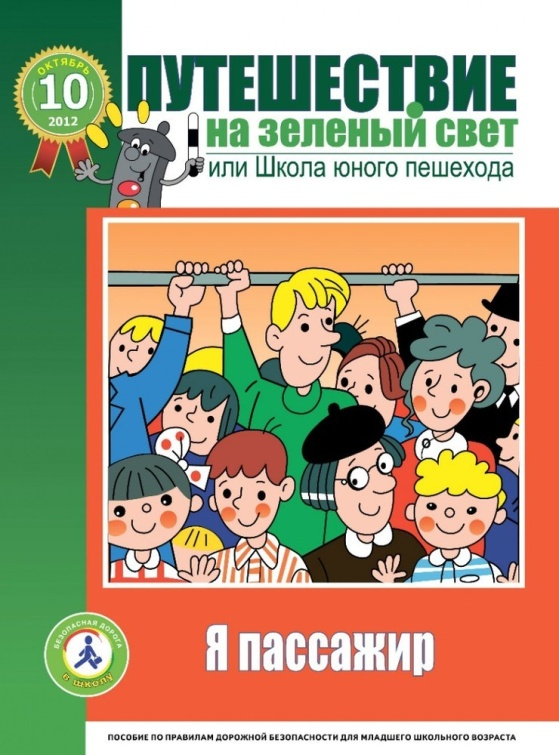 ОКТЯБРЬ
10
2012
ПУТЕШЕСТВИЕ
на зеленый свет
или Школа юного пешехода
БЕЗОПАСНАЯ ДОРОГА
в школу
Я пассажир
ПОСОБИЕ ПО ПРАВИЛАМ ДОРОЖНОЙ БЕЗОПАСНОСТИ ДЛЯ МЛАДШЕГО ШКОЛЬНОГО ВОЗРАСТА